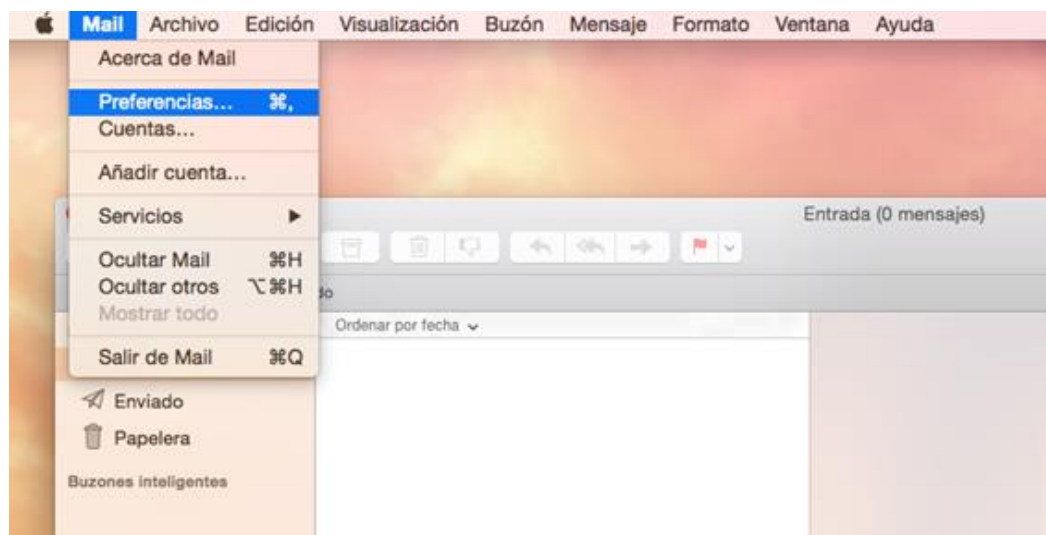 Mail Archivo Edición Visualización Buzón Mensaje Formato Ventana Ayuda
Acerca de Mail
Preferencias... ⌘,
Cuentas...
Añadir cuenta...
Servicios ▶
Ocultar Mail ⌘H
Ocultar otros ⌥⌘H
Mostrar todo
Salir de Mail ⌘Q
Entrada (0 mensajes)
Ordenar por fecha
Enviado
Papelera
Buzones inteligentes